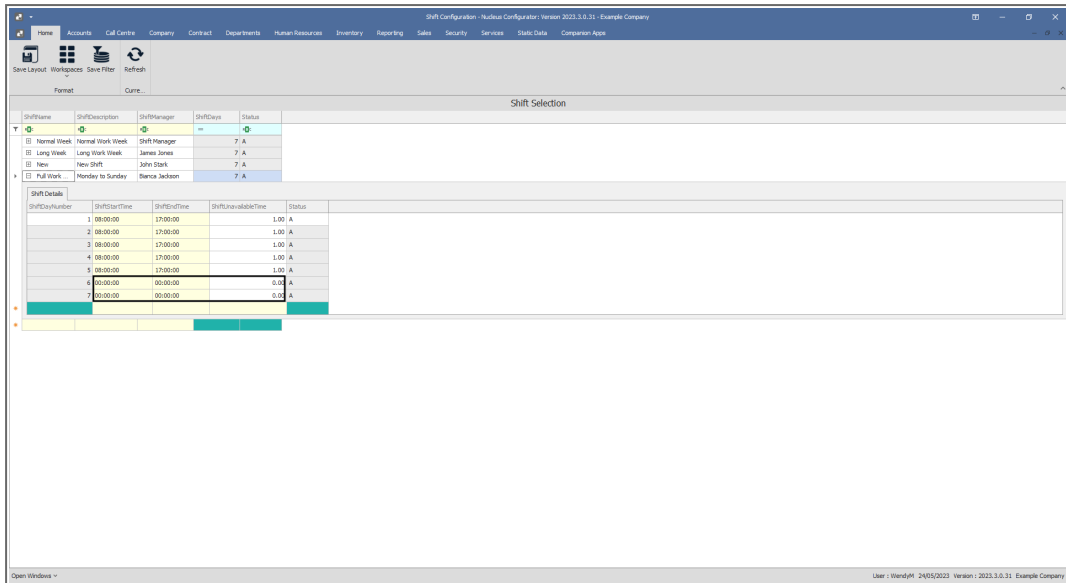 Shift Configuration - Nucleus Configurator: Version 2023.3.0.31 - Example Company
Home Accounts Call Centre Company Contract Departments Human Resources Inventory Reporting Sales Security Services Static Data Companion Apps
Save Layout Workspaces Save Filter Refresh
Format Curre...
Shift Selection
ShiftName ShiftDescription ShiftManager ShiftDays Status
Normal Week Normal Work Week Shift Manager 7 A
Long Week Long Work Week James Jones 7 A
New New Shift John Stark 7 A
Full Work ... Monday to Sunday Bianca Jackson 7 A
Shift Details
ShiftDayNumber ShiftStartTime ShiftEndTime ShiftUnavailableTime Status
1 08:00:00 17:00:00 1.00 A
2 08:00:00 17:00:00 1.00 A
3 08:00:00 17:00:00 1.00 A
4 08:00:00 17:00:00 1.00 A
5 08:00:00 17:00:00 1.00 A
6 00:00:00 00:00:00 0.00 A
7 00:00:00 00:00:00 0.00 A
Open Windows User : WendyM 24/05/2023 Version : 2023.3.0.31 Example Company